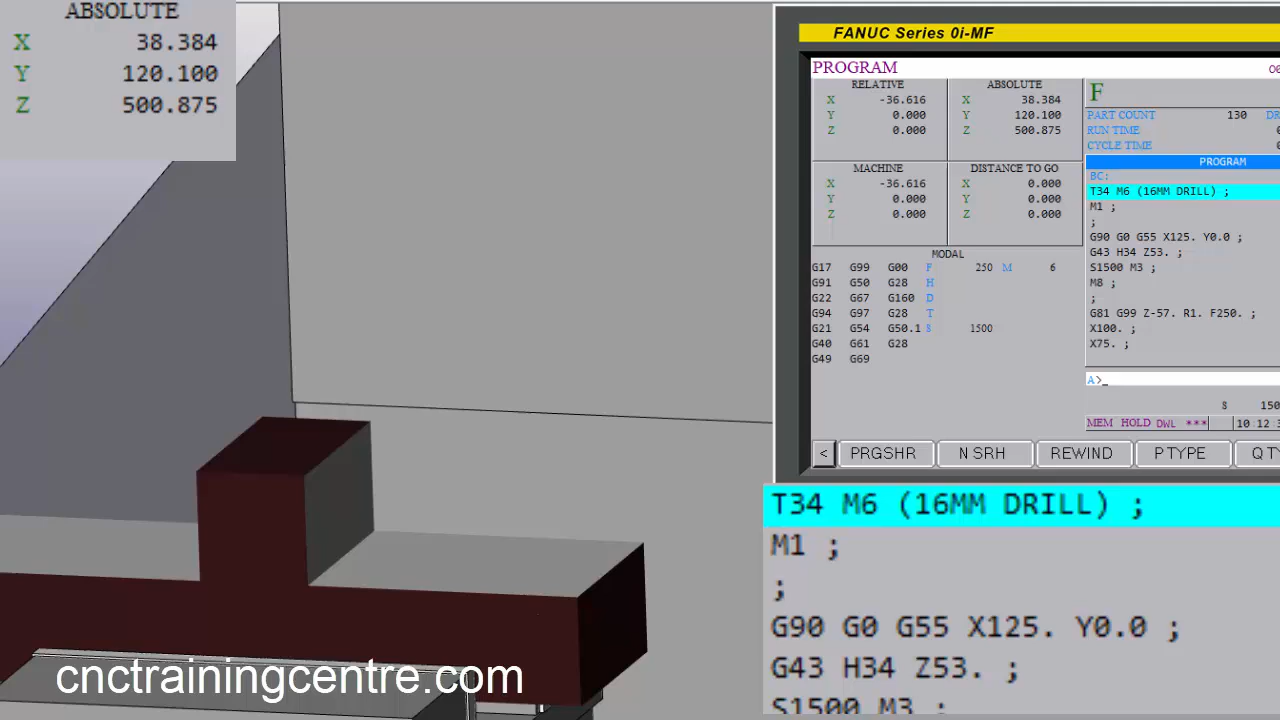 ABSOLUTE
X 38.384
Y 120.100
Z 500.875
FANUC Series 0i-MF
PROGRAM
RELATIVE
X -36.616
Y 0.000
Z 0.000
ABSOLUTE
X 38.384
Y 120.100
Z 500.875
MACHINE
X -36.616
Y 0.000
Z 0.000
DISTANCE TO GO
X 0.000
Y 0.000
Z 0.000
MODAL
G17 G99 G00 F 250 M 6
G91 G50 G28 H
G22 G67 G160 D
G94 G97 G28 T
G21 G54 G50.1 S 1500
G40 G61 G28
G49 G69
F
PART COUNT 130
RUN TIME
CYCLE TIME
PROGRAM
BC:
T34 M6 (16MM DRILL) ;
M1 ;
;
G90 G0 G55 X125. Y0.0 ;
G43 H34 Z53. ;
S1500 M3 ;
M8 ;
;
G81 G99 Z-57. R1. F250. ;
X100. ;
X75. ;
A>_
S 150
MEM HOLD DWL *** 10 12
< PRGSHR N SRH REWIND P TYPE Q TY
T34 M6 (16MM DRILL) ;
M1 ;
;
G90 G0 G55 X125. Y0.0 ;
G43 H34 Z53. ;
S1500 M3 ;
cnctrainingcentre.com